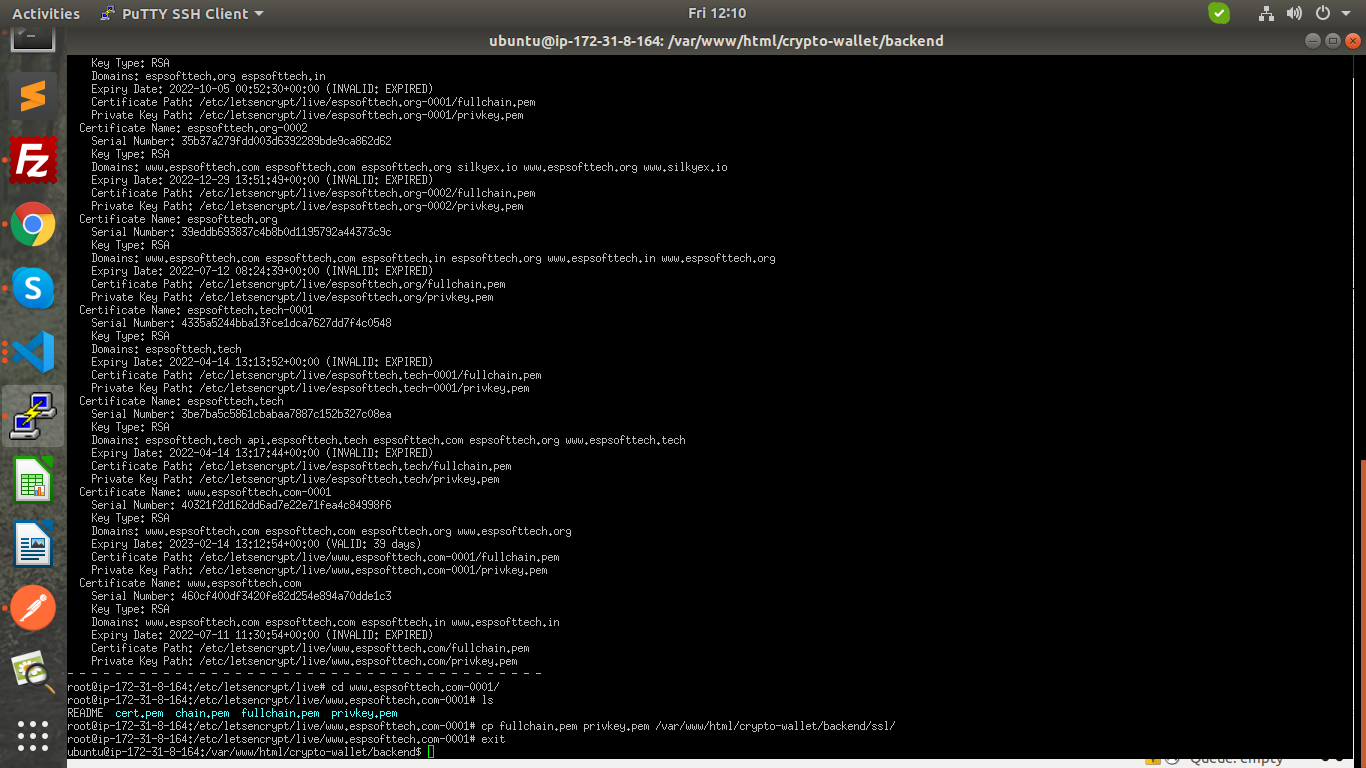 Activities PuTTY SSH Client Fri 12:10
ubuntu@ip-172-31-8-164: /var/www/html/crypto-wallet/backend
Key Type: RSA
Domains: espsofttech.org espsofttech.in
Expiry Date: 2022-10-05 00:52:30+00:00 (INVALID: EXPIRED)
Certificate Path: /etc/letsencrypt/live/espsofttech.org-0001/fullchain.pem
Private Key Path: /etc/letsencrypt/live/espsofttech.org-0001/privkey.pem
Certificate Name: espsofttech.org-0002
Serial Number: 35b37a279fdd003d6392289bde9ca862d62
Key Type: RSA
Domains: www.espsofttech.com espsofttech.com espsofttech.org silkyex.io www.espsofttech.org www.silkyex.io
Expiry Date: 2022-12-29 13:51:49+00:00 (INVALID: EXPIRED)
Certificate Path: /etc/letsencrypt/live/espsofttech.org-0002/fullchain.pem
Private Key Path: /etc/letsencrypt/live/espsofttech.org-0002/privkey.pem
Certificate Name: espsofttech.org
Serial Number: 39eddb693837c4b8b0d1195792a44373c9c
Key Type: RSA
Domains: www.espsofttech.com espsofttech.com espsofttech.in espsofttech.org www.espsofttech.in www.espsofttech.org
Expiry Date: 2022-07-12 08:24:39+00:00 (INVALID: EXPIRED)
Certificate Path: /etc/letsencrypt/live/espsofttech.org/fullchain.pem
Private Key Path: /etc/letsencrypt/live/espsofttech.org/privkey.pem
Certificate Name: espsofttech.tech-0001
Serial Number: 4335a5244bba13fce1dca7627dd7f4c0548
Key Type: RSA
Domains: espsofttech.tech
Expiry Date: 2022-04-14 13:13:52+00:00 (INVALID: EXPIRED)
Certificate Path: /etc/letsencrypt/live/espsofttech.tech-0001/fullchain.pem
Private Key Path: /etc/letsencrypt/live/espsofttech.tech-0001/privkey.pem
Certificate Name: espsofttech.tech
Serial Number: 3be7ba5c5861cbabaa7887c152b327c08ea
Key Type: RSA
Domains: espsofttech.tech api.espsofttech.tech espsofttech.com espsofttech.org www.espsofttech.tech
Expiry Date: 2022-04-14 13:17:44+00:00 (INVALID: EXPIRED)
Certificate Path: /etc/letsencrypt/live/espsofttech.tech/fullchain.pem
Private Key Path: /etc/letsencrypt/live/espsofttech.tech/privkey.pem
Certificate Name: www.espsofttech.com-0001
Serial Number: 40321f2d162dd6ad7e22e71fea4c84998f6
Key Type: RSA
Domains: www.espsofttech.com espsofttech.com espsofttech.org www.espsofttech.org
Expiry Date: 2023-02-14 13:12:54+00:00 (VALID: 39 days)
Certificate Path: /etc/letsencrypt/live/www.espsofttech.com-0001/fullchain.pem
Private Key Path: /etc/letsencrypt/live/www.espsofttech.com-0001/privkey.pem
Certificate Name: www.espsofttech.com
Serial Number: 460cf400df3420fe82d254e894a70dde1c3
Key Type: RSA
Domains: www.espsofttech.com espsofttech.com espsofttech.in www.espsofttech.in
Expiry Date: 2022-07-11 11:30:54+00:00 (INVALID: EXPIRED)
Certificate Path: /etc/letsencrypt/live/www.espsofttech.com/fullchain.pem
Private Key Path: /etc/letsencrypt/live/www.espsofttech.com/privkey.pem
- - - - - - - - - - - - - - - - - - - - - - - - - - - - - - - - - - - - - - - -
root@ip-172-31-8-164:/etc/letsencrypt/live# cd www.espsofttech.com-0001/
root@ip-172-31-8-164:/etc/letsencrypt/live/www.espsofttech.com-0001# ls
README cert.pem chain.pem fullchain.pem privkey.pem
root@ip-172-31-8-164:/etc/letsencrypt/live/www.espsofttech.com-0001# cp fullchain.pem privkey.pem /var/www/html/crypto-wallet/backend/ssl/
root@ip-172-31-8-164:/etc/letsencrypt/live/www.espsofttech.com-0001# exit
ubuntu@ip-172-31-8-164:/var/www/html/crypto-wallet/backend$
Queue: empty